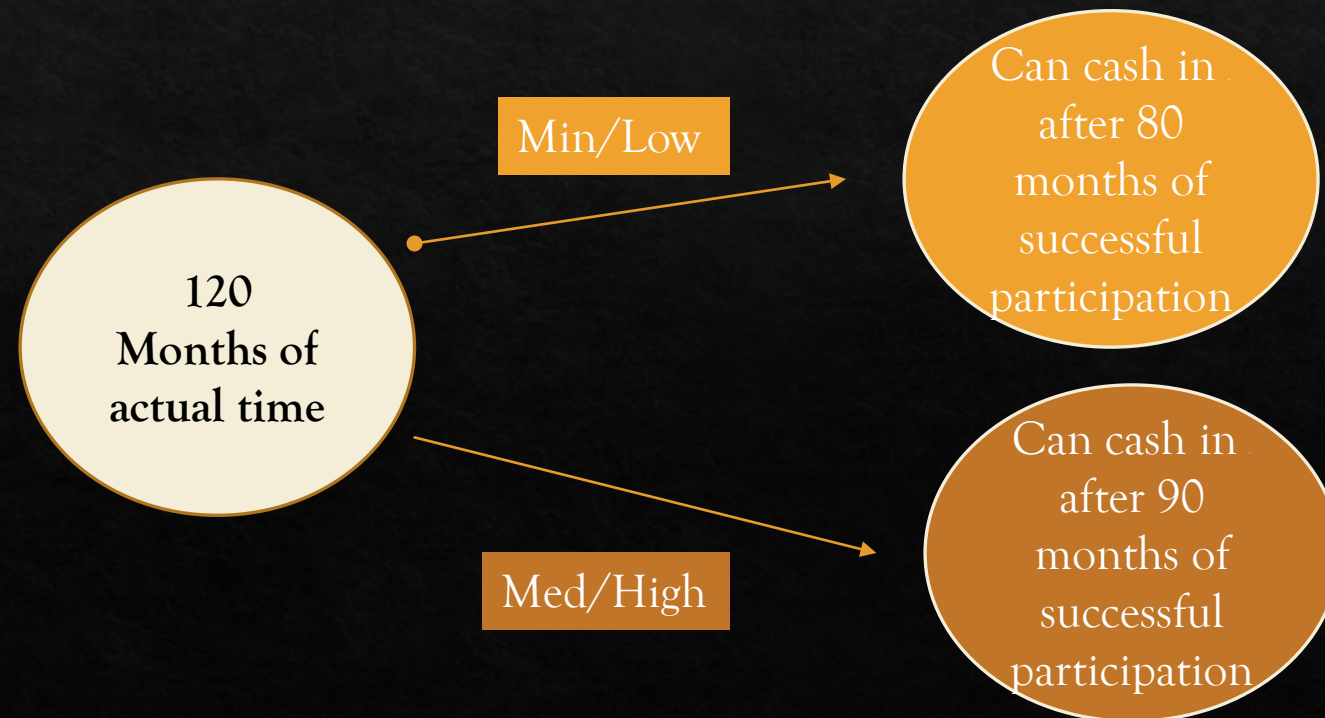 120
Months of
actual time
Min/Low
Can cash in
after 80
months of
successful
participation
Med/High
Can cash in
after 90
months of
successful
participation